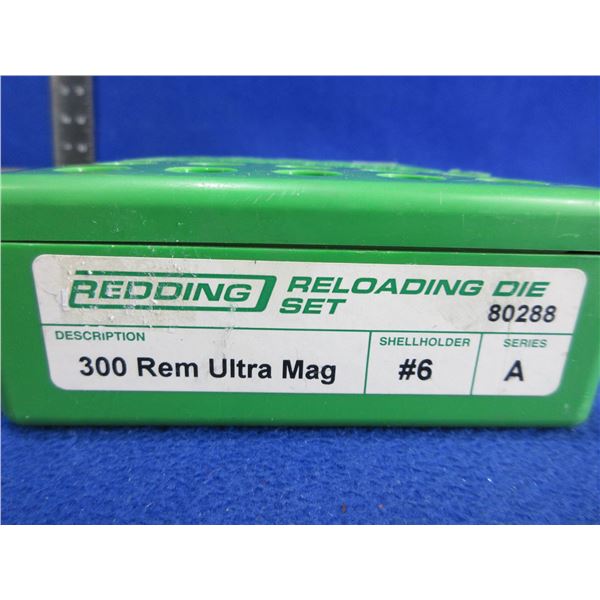 REDDING RELOADING DIE
SET 80288
DESCRIPTION SHELLHOLDER SERIES
300 Rem Ultra Mag #6 A